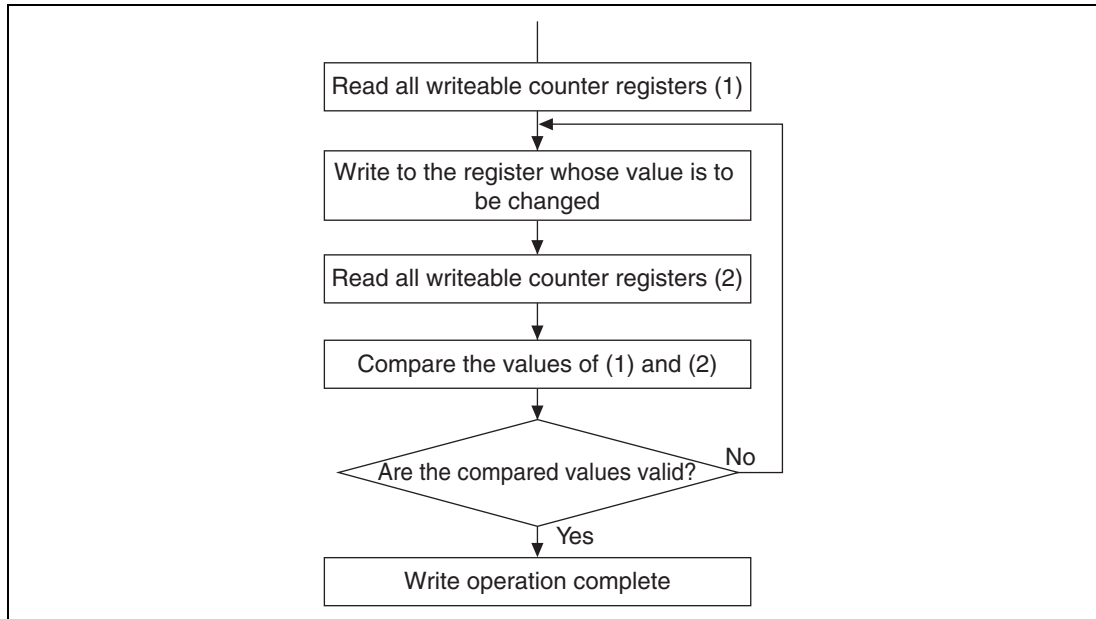 Read all writeable counter registers (1)
Write to the register whose value is to
be changed
Read all writeable counter registers (2)
Compare the values of (1) and (2)
Are the compared values valid?
No
Yes
Write operation complete